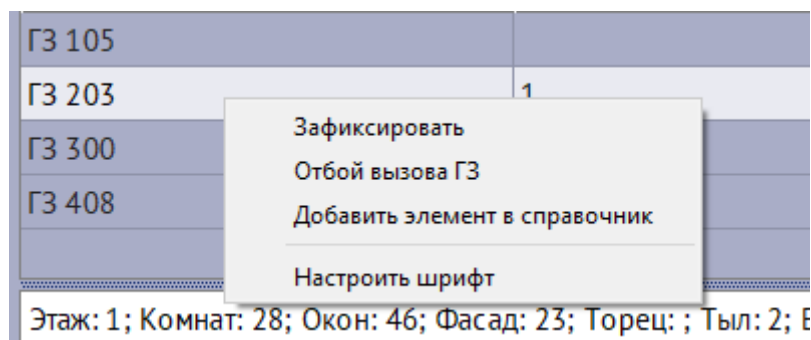 ГЗ 105
ГЗ 203 1
Зафиксировать
ГЗ 300
Отбой вызова ГЗ
ГЗ 408
Добавить элемент в справочник
Настроить шрифт
Этаж: 1; Комнат: 28; Окон: 46; Фасад: 23; Торец: ; Тыл: 2;